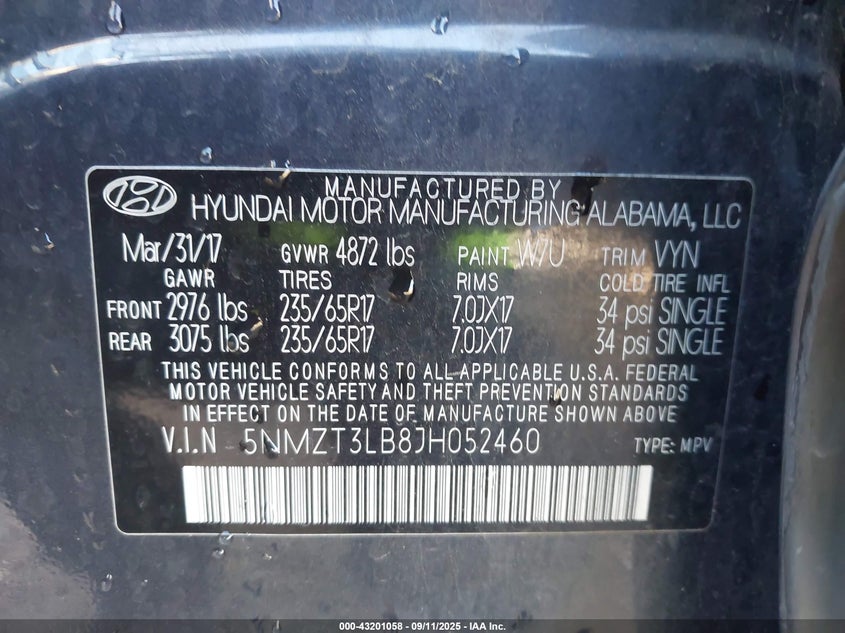 MANUFACTURED BY
HYUNDAI MOTOR MANUFACTURING ALABAMA, LLC
Mar/31/17 GVWR 4872 lbs PAINT W7U TRIM VYN
GAWR TIRES RIMS COLD TIRE INFL
FRONT 2976 lbs 235/65R17 7.0JX17 34 psi SINGLE
REAR 3075 lbs 235/65R17 7.0JX17 34 psi SINGLE
THIS VEHICLE CONFORMS TO ALL APPLICABLE U.S.A. FEDERAL
MOTOR VEHICLE SAFETY AND THEFT PREVENTION STANDARDS
IN EFFECT ON THE DATE OF MANUFACTURE SHOWN ABOVE
V.I.N 5NMZT3LB8JH052460 TYPE: MPV
000-43201058 - 09/11/2025 - IAA Inc.